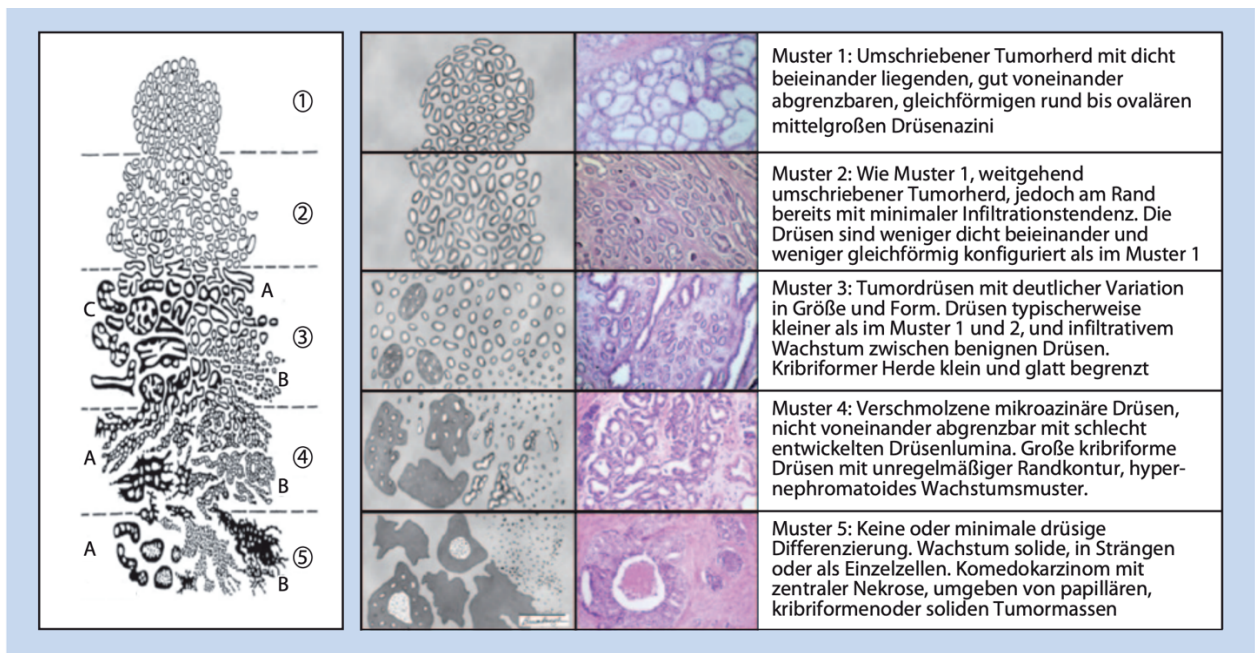 ①
②
A
C
③
B
A
④
B
A
⑤
B
Muster 1: Umschriebener Tumorherd mit dicht
beieinander liegenden, gut voneinander
abgrenzbaren, gleichförmigen rund bis ovalären
mittelgroßen Drüsenazini
Muster 2: Wie Muster 1, weitgehend
umschriebener Tumorherd, jedoch am Rand
bereits mit minimaler Infiltrationstendenz. Die
Drüsen sind weniger dicht beieinander und
weniger gleichförmig konfiguriert als im Muster 1
Muster 3: Tumordrüsen mit deutlicher Variation
in Größe und Form. Drüsen typischerweise
kleiner als im Muster 1 und 2, und infiltrativem
Wachstum zwischen benignen Drüsen.
Kribriformer Herde klein und glatt begrenzt
Muster 4: Verschmolzene mikroazinäre Drüsen,
nicht voneinander abgrenzbar mit schlecht
entwickelten Drüsenlumina. Große kribriforme
Drüsen mit unregelmäßiger Randkontur, hyper-
nephromatoides Wachstumsmuster.
Muster 5: Keine oder minimale drüsige
Differenzierung. Wachstum solide, in Strängen
oder als Einzelzellen. Komedokarzinom mit
zentraler Nekrose, umgeben von papillären,
kribriformenoder soliden Tumormassen